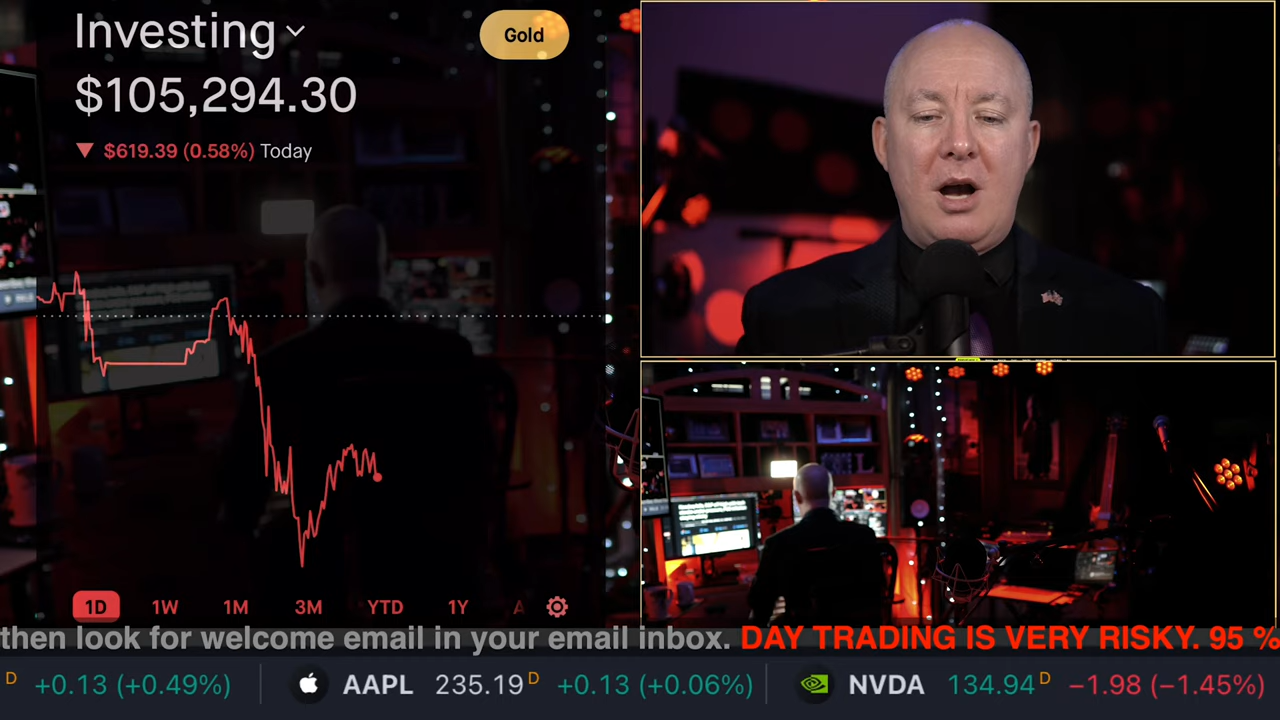 Investing
Gold
$105,294.30
▼ $619.39 (0.58%) Today
1D 1W 1M 3M YTD 1Y A
then look for welcome email in your email inbox. DAY TRADING IS VERY RISKY. 95 %
D +0.13 (+0.49%) AAPL 235.19 D +0.13 (+0.06%) NVDA 134.94 D −1.98 (−1.45%)